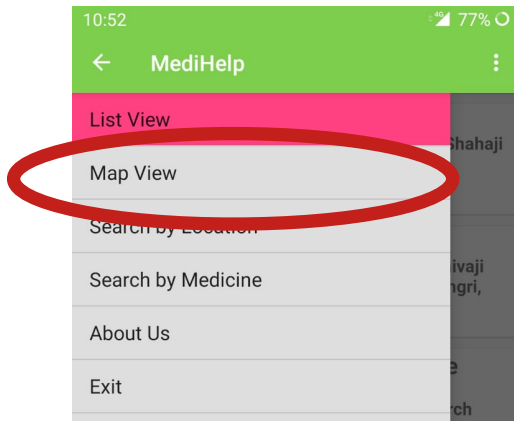 10:52 4G 77%
MediHelp
List View
Shahaji
Map View
Search by Location
ivaji
Search by Medicine
ngri,
About Us
e
Exit
rch